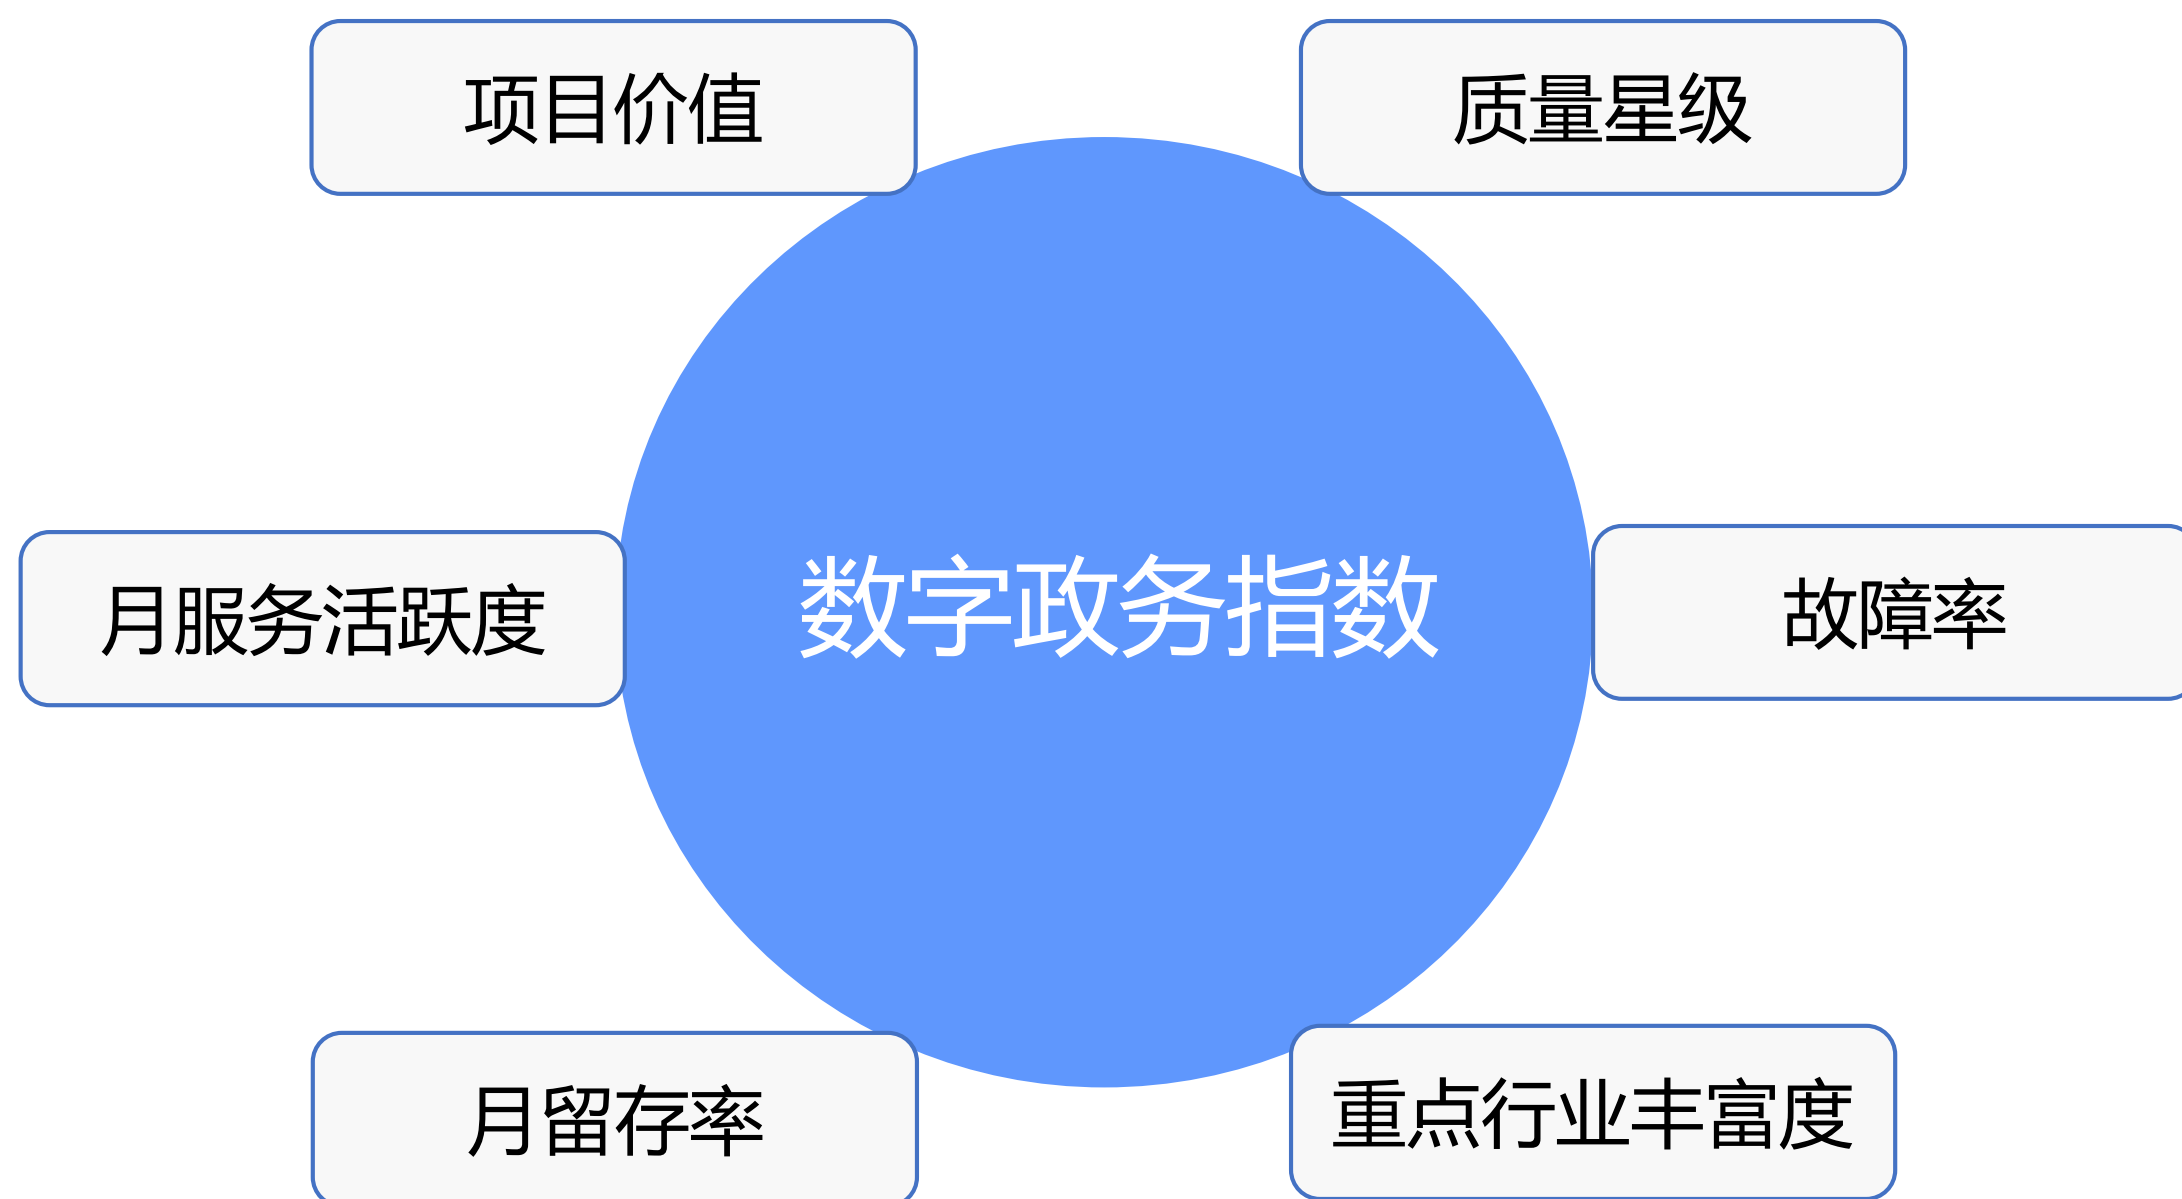 项目价值
质量星级
月服务活跃度
数字政务指数
故障率
月留存率
重点行业丰富度